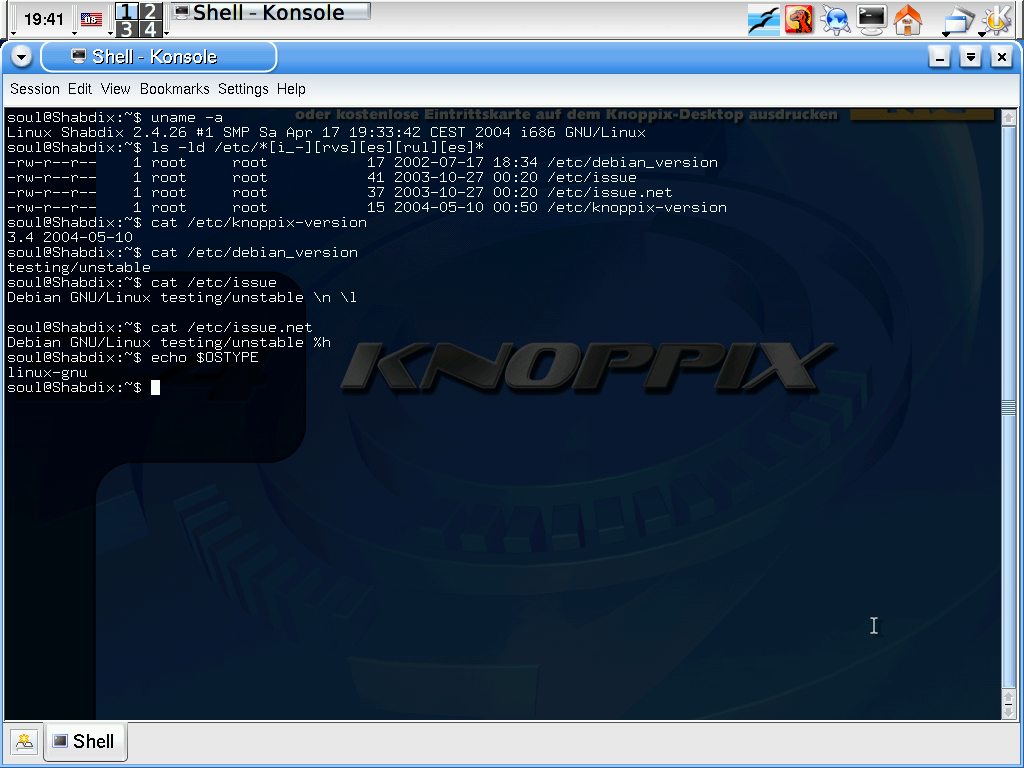 19:41
us
1 2
3 4
Shell - Konsole
Shell - Konsole
Session Edit View Bookmarks Settings Help
oder kostenlose Eintrittskarte auf dem Knoppix-Desktop ausdrucken
soul@Shabdix:~$ uname -a
Linux Shabdix 2.4.26 #1 SMP Sa Apr 17 19:33:42 CEST 2004 i686 GNU/Linux
soul@Shabdix:~$ ls -ld /etc/*[i_-][rvs][es][rul][es]*
-rw-r--r-- 1 root root 17 2002-07-17 18:34 /etc/debian_version
-rw-r--r-- 1 root root 41 2003-10-27 00:20 /etc/issue
-rw-r--r-- 1 root root 37 2003-10-27 00:20 /etc/issue.net
-rw-r--r-- 1 root root 15 2004-05-10 00:50 /etc/knoppix-version
soul@Shabdix:~$ cat /etc/knoppix-version
3.4 2004-05-10
soul@Shabdix:~$ cat /etc/debian_version
testing/unstable
soul@Shabdix:~$ cat /etc/issue
Debian GNU/Linux testing/unstable \n \l
soul@Shabdix:~$ cat /etc/issue.net
Debian GNU/Linux testing/unstable %h
soul@Shabdix:~$ echo $OSTYPE
linux-gnu
soul@Shabdix:~$
KNOPPIX
Shell